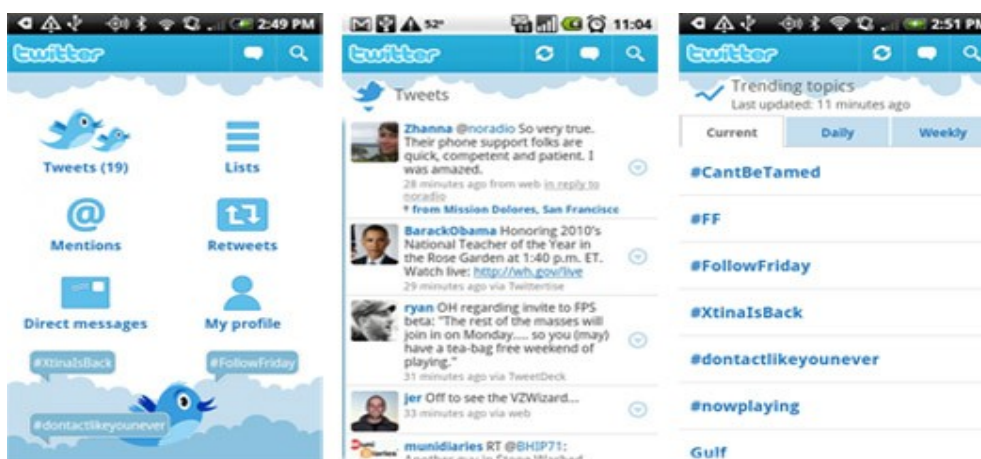 2:49 PM
twitter
Tweets (19)
Lists
Mentions
Retweets
Direct messages
My profile
#XtinaIsBack
#FollowFriday
#dontactlikeyounever
52°
11:04
twitter
Tweets
Zhanna @noradio So very true.
Their phone support folks are
quick, competent and patient. I
was amazed.
28 minutes ago from web in reply to
noradio
from Mission Dolores, San Francisco
BarackObama Honoring 2010's
National Teacher of the Year in
the Rose Garden at 1:40 p.m. ET.
Watch live: http://wh.gov/live
29 minutes ago via Twittertise
ryan OH regarding invite to FPS
beta: "The rest of the masses will
join in on Monday..... so you (may)
have a tea-bag free weekend of
playing."
31 minutes ago via TweetDeck
jer Off to see the VZWizard...
33 minutes ago via web
munidiaries RT @BHIP71:
2:51 PM
twitter
Trending topics
Last updated: 11 minutes ago
Current
Daily
Weekly
#CantBeTamed
#FF
#FollowFriday
#XtinaIsBack
#dontactlikeyounever
#nowplaying
Gulf